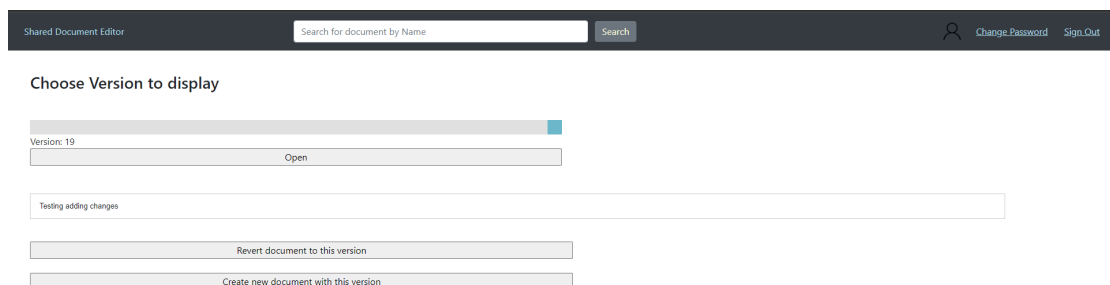 Shared Document Editor Search for document by Name Search Change Password Sign Out
Choose Version to display
Version: 19
Open
Testing adding changes
Revert document to this version
Create new document with this version